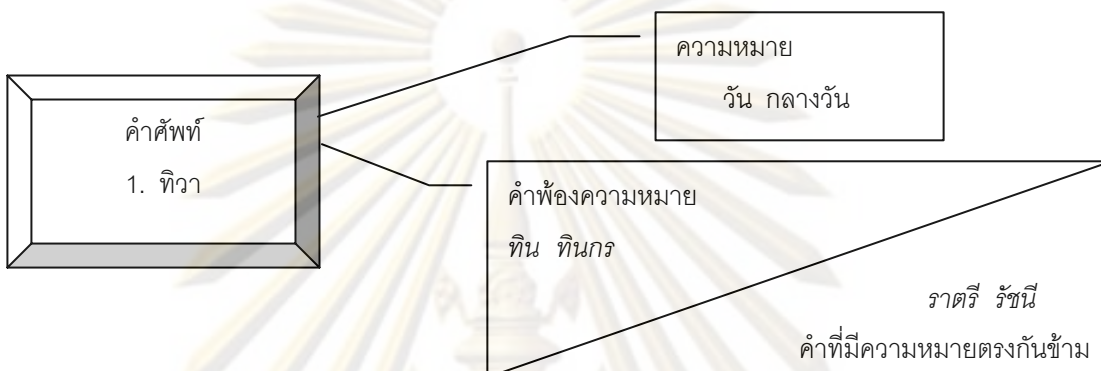 ความหมาย
วัน กลางวัน
คำศัพท์
1. ทิวา
คำพ้องความหมาย
ทิน ทินกร
ราตรี รัชนี
คำที่มีความหมายตรงกันข้าม